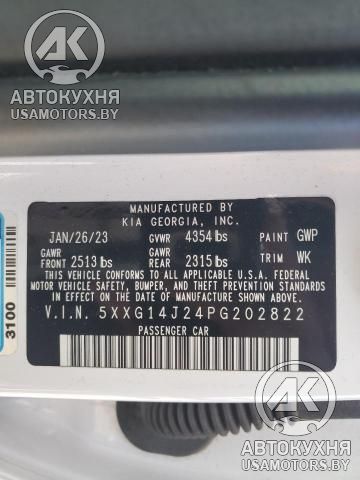 АК
АВТОКУХНЯ
USAMOTORS.BY
MANUFACTURED BY
KIA GEORGIA, INC.
JAN/26/23 GVWR 4354 lbs PAINT GWP
GAWR GAWR
FRONT 2513 lbs REAR 2315 lbs TRIM WK
THIS VEHICLE CONFORMS TO ALL APPLICABLE U.S.A. FEDERAL
MOTOR VEHICLE SAFETY, BUMPER, AND THEFT PREVENTION
STANDARDS IN EFFECT ON THE DATE OF MANUFACTURE SHOWN ABOVE.
V.I.N. 5XXG14J24PG202822
PASSENGER CAR
3100
АК
АВТОКУХНЯ
USAMOTORS.BY